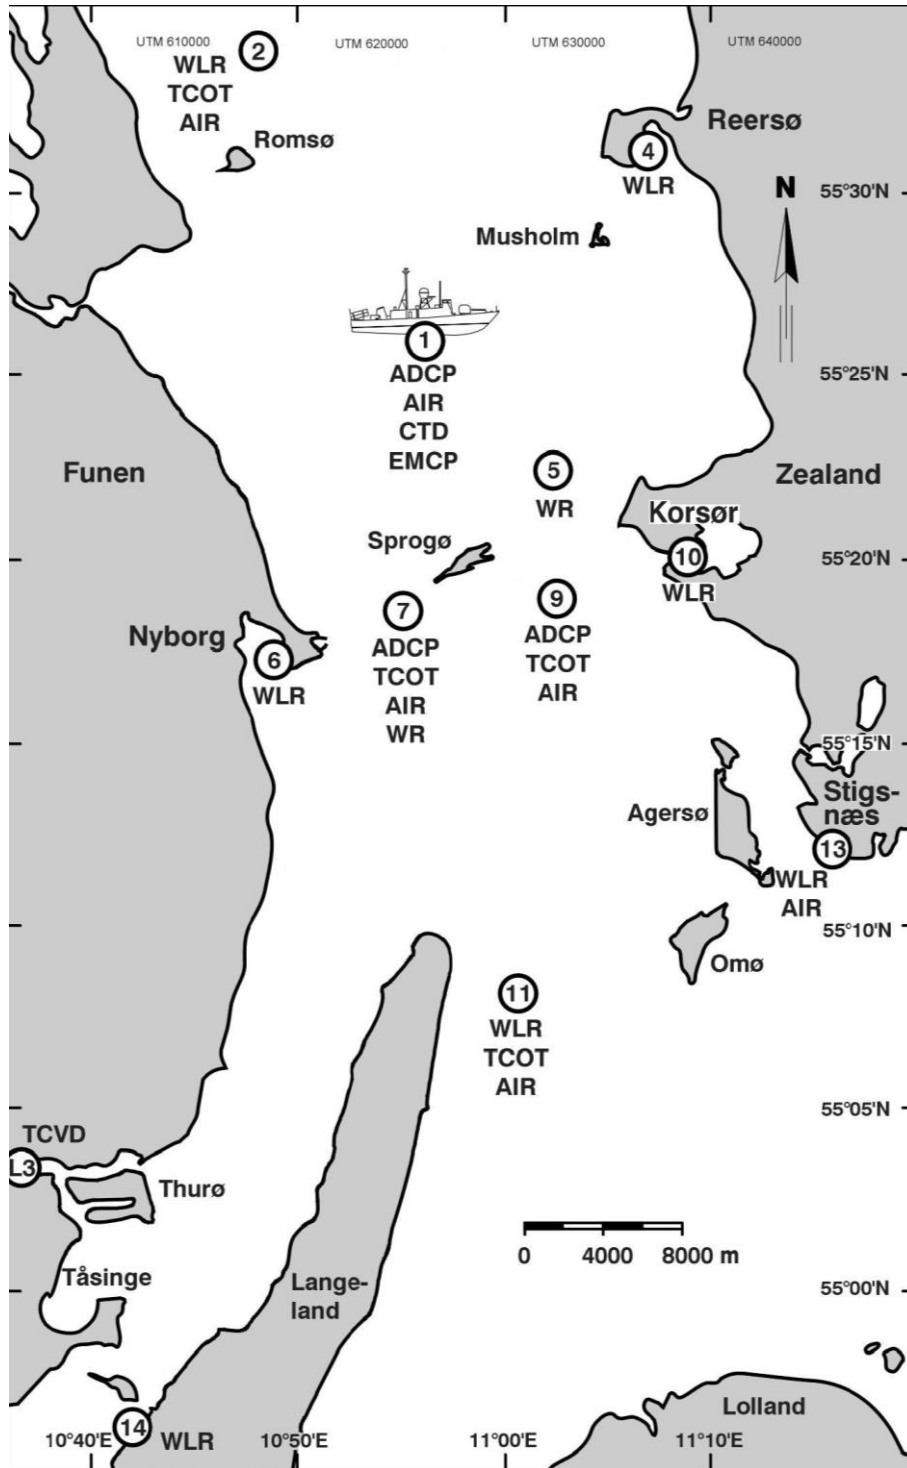 UTM 610000
UTM 620000
UTM 630000
UTM 640000
2
WLR
TCOT
AIR
Romsø
Reersø
4
WLR
N
55°30'N
Musholm
1
ADCP
AIR
CTD
EMCP
55°25'N
Funen
5
WR
Zealand
Korsør
10
WLR
Sprogø
55°20'N
7
ADCP
TCOT
AIR
WR
9
ADCP
TCOT
AIR
Nyborg
6
WLR
55°15'N
Stigs-
næs
Agersø
13
WLR
AIR
55°10'N
Omø
11
WLR
TCOT
AIR
55°05'N
TCVD
L3
Thurø
0 4000 8000 m
Tåsinge
Lange-
land
55°00'N
Lolland
14
WLR
10°40'E
10°50'E
11°00'E
11°10'E